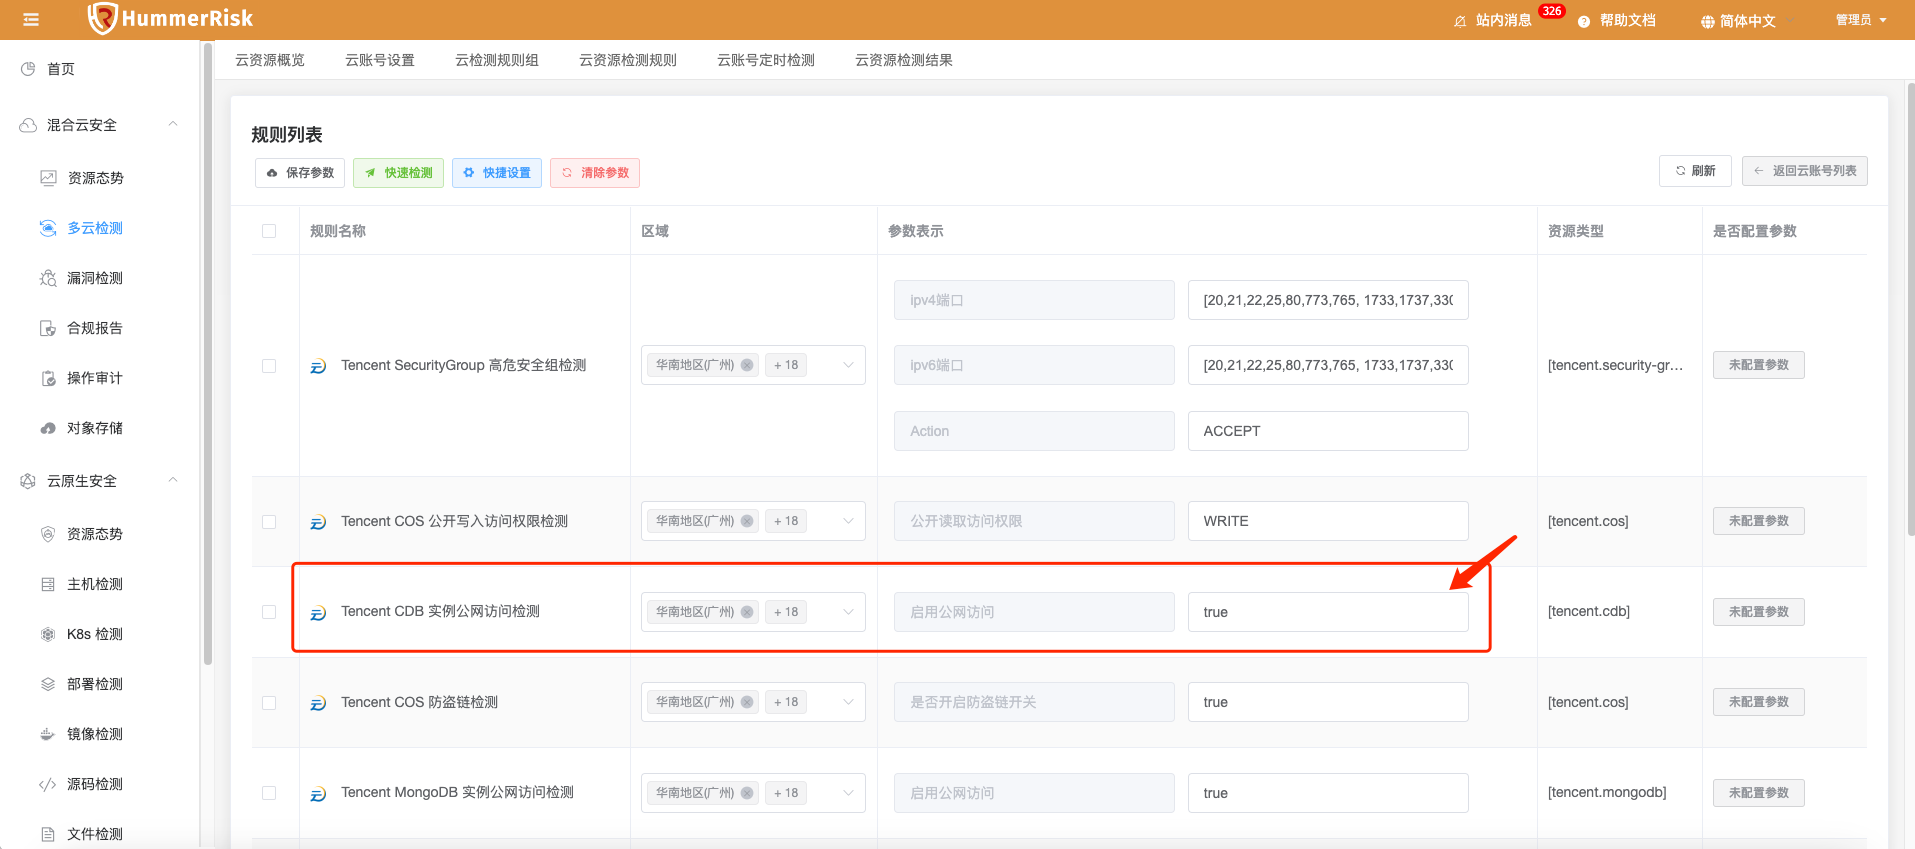 HummerRisk
站内消息 326 帮助文档 简体中文 管理员
首页
混合云安全
资源态势
多云检测
漏洞检测
合规报告
操作审计
对象存储
云原生安全
资源态势
主机检测
K8s 检测
部署检测
镜像检测
源码检测
文件检测
云资源概览 云账号设置 云检测规则组 云资源检测规则 云账号定时检测 云资源检测结果
规则列表
保存参数 快速检测 快捷设置 清除参数 刷新 返回云账号列表
规则名称 区域 参数表示 资源类型 是否配置参数
ipv4端口 [20,21,22,25,80,773,765, 1733,1737,330
Tencent SecurityGroup 高危安全组检测 华南地区(广州) + 18 ipv6端口 [20,21,22,25,80,773,765, 1733,1737,330 [tencent.security-gr... 未配置参数
Action ACCEPT
Tencent COS 公开写入访问权限检测 华南地区(广州) + 18 公开读取访问权限 WRITE [tencent.cos] 未配置参数
Tencent CDB 实例公网访问检测 华南地区(广州) + 18 启用公网访问 true [tencent.cdb] 未配置参数
Tencent COS 防盗链检测 华南地区(广州) + 18 是否开启防盗链开关 true [tencent.cos] 未配置参数
Tencent MongoDB 实例公网访问检测 华南地区(广州) + 18 启用公网访问 true [tencent.mongodb] 未配置参数